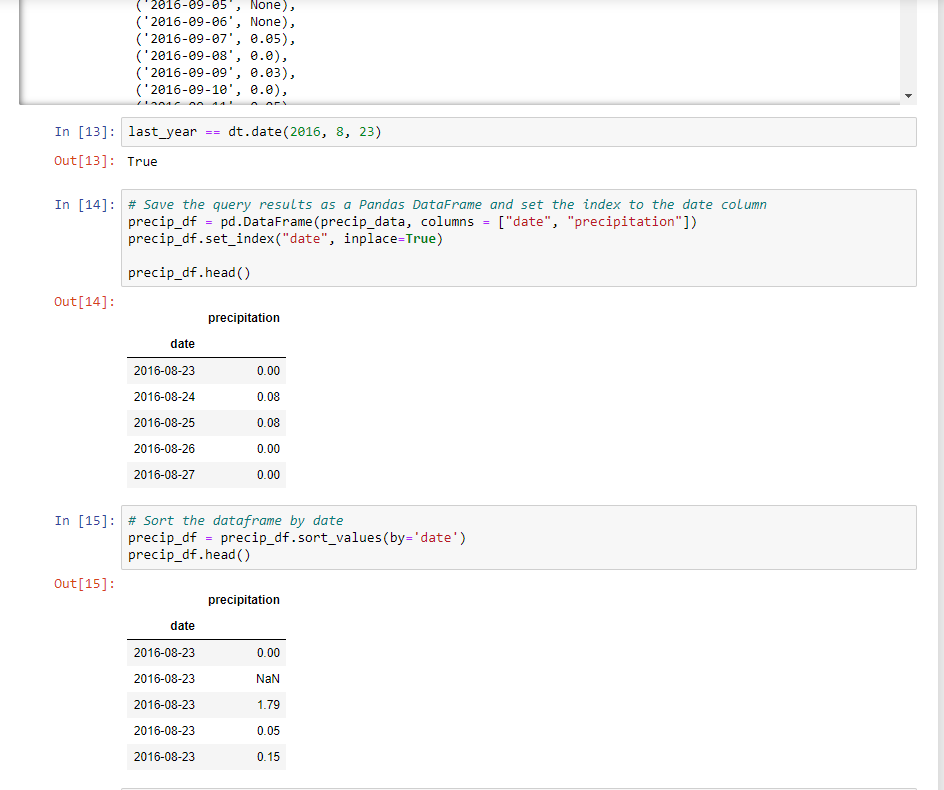 ('2016-09-05', None),
('2016-09-06', None),
('2016-09-07', 0.05),
('2016-09-08', 0.0),
('2016-09-09', 0.03),
('2016-09-10', 0.0),
('2016-09-11', 0.05)
In [13]: last_year == dt.date(2016, 8, 23)
Out[13]: True
In [14]: # Save the query results as a Pandas DataFrame and set the index to the date column
precip_df = pd.DataFrame(precip_data, columns = ["date", "precipitation"])
precip_df.set_index("date", inplace=True)
precip_df.head()
Out[14]:
precipitation
date
2016-08-23 0.00
2016-08-24 0.08
2016-08-25 0.08
2016-08-26 0.00
2016-08-27 0.00
In [15]: # Sort the dataframe by date
precip_df = precip_df.sort_values(by='date')
precip_df.head()
Out[15]:
precipitation
date
2016-08-23 0.00
2016-08-23 NaN
2016-08-23 1.79
2016-08-23 0.05
2016-08-23 0.15